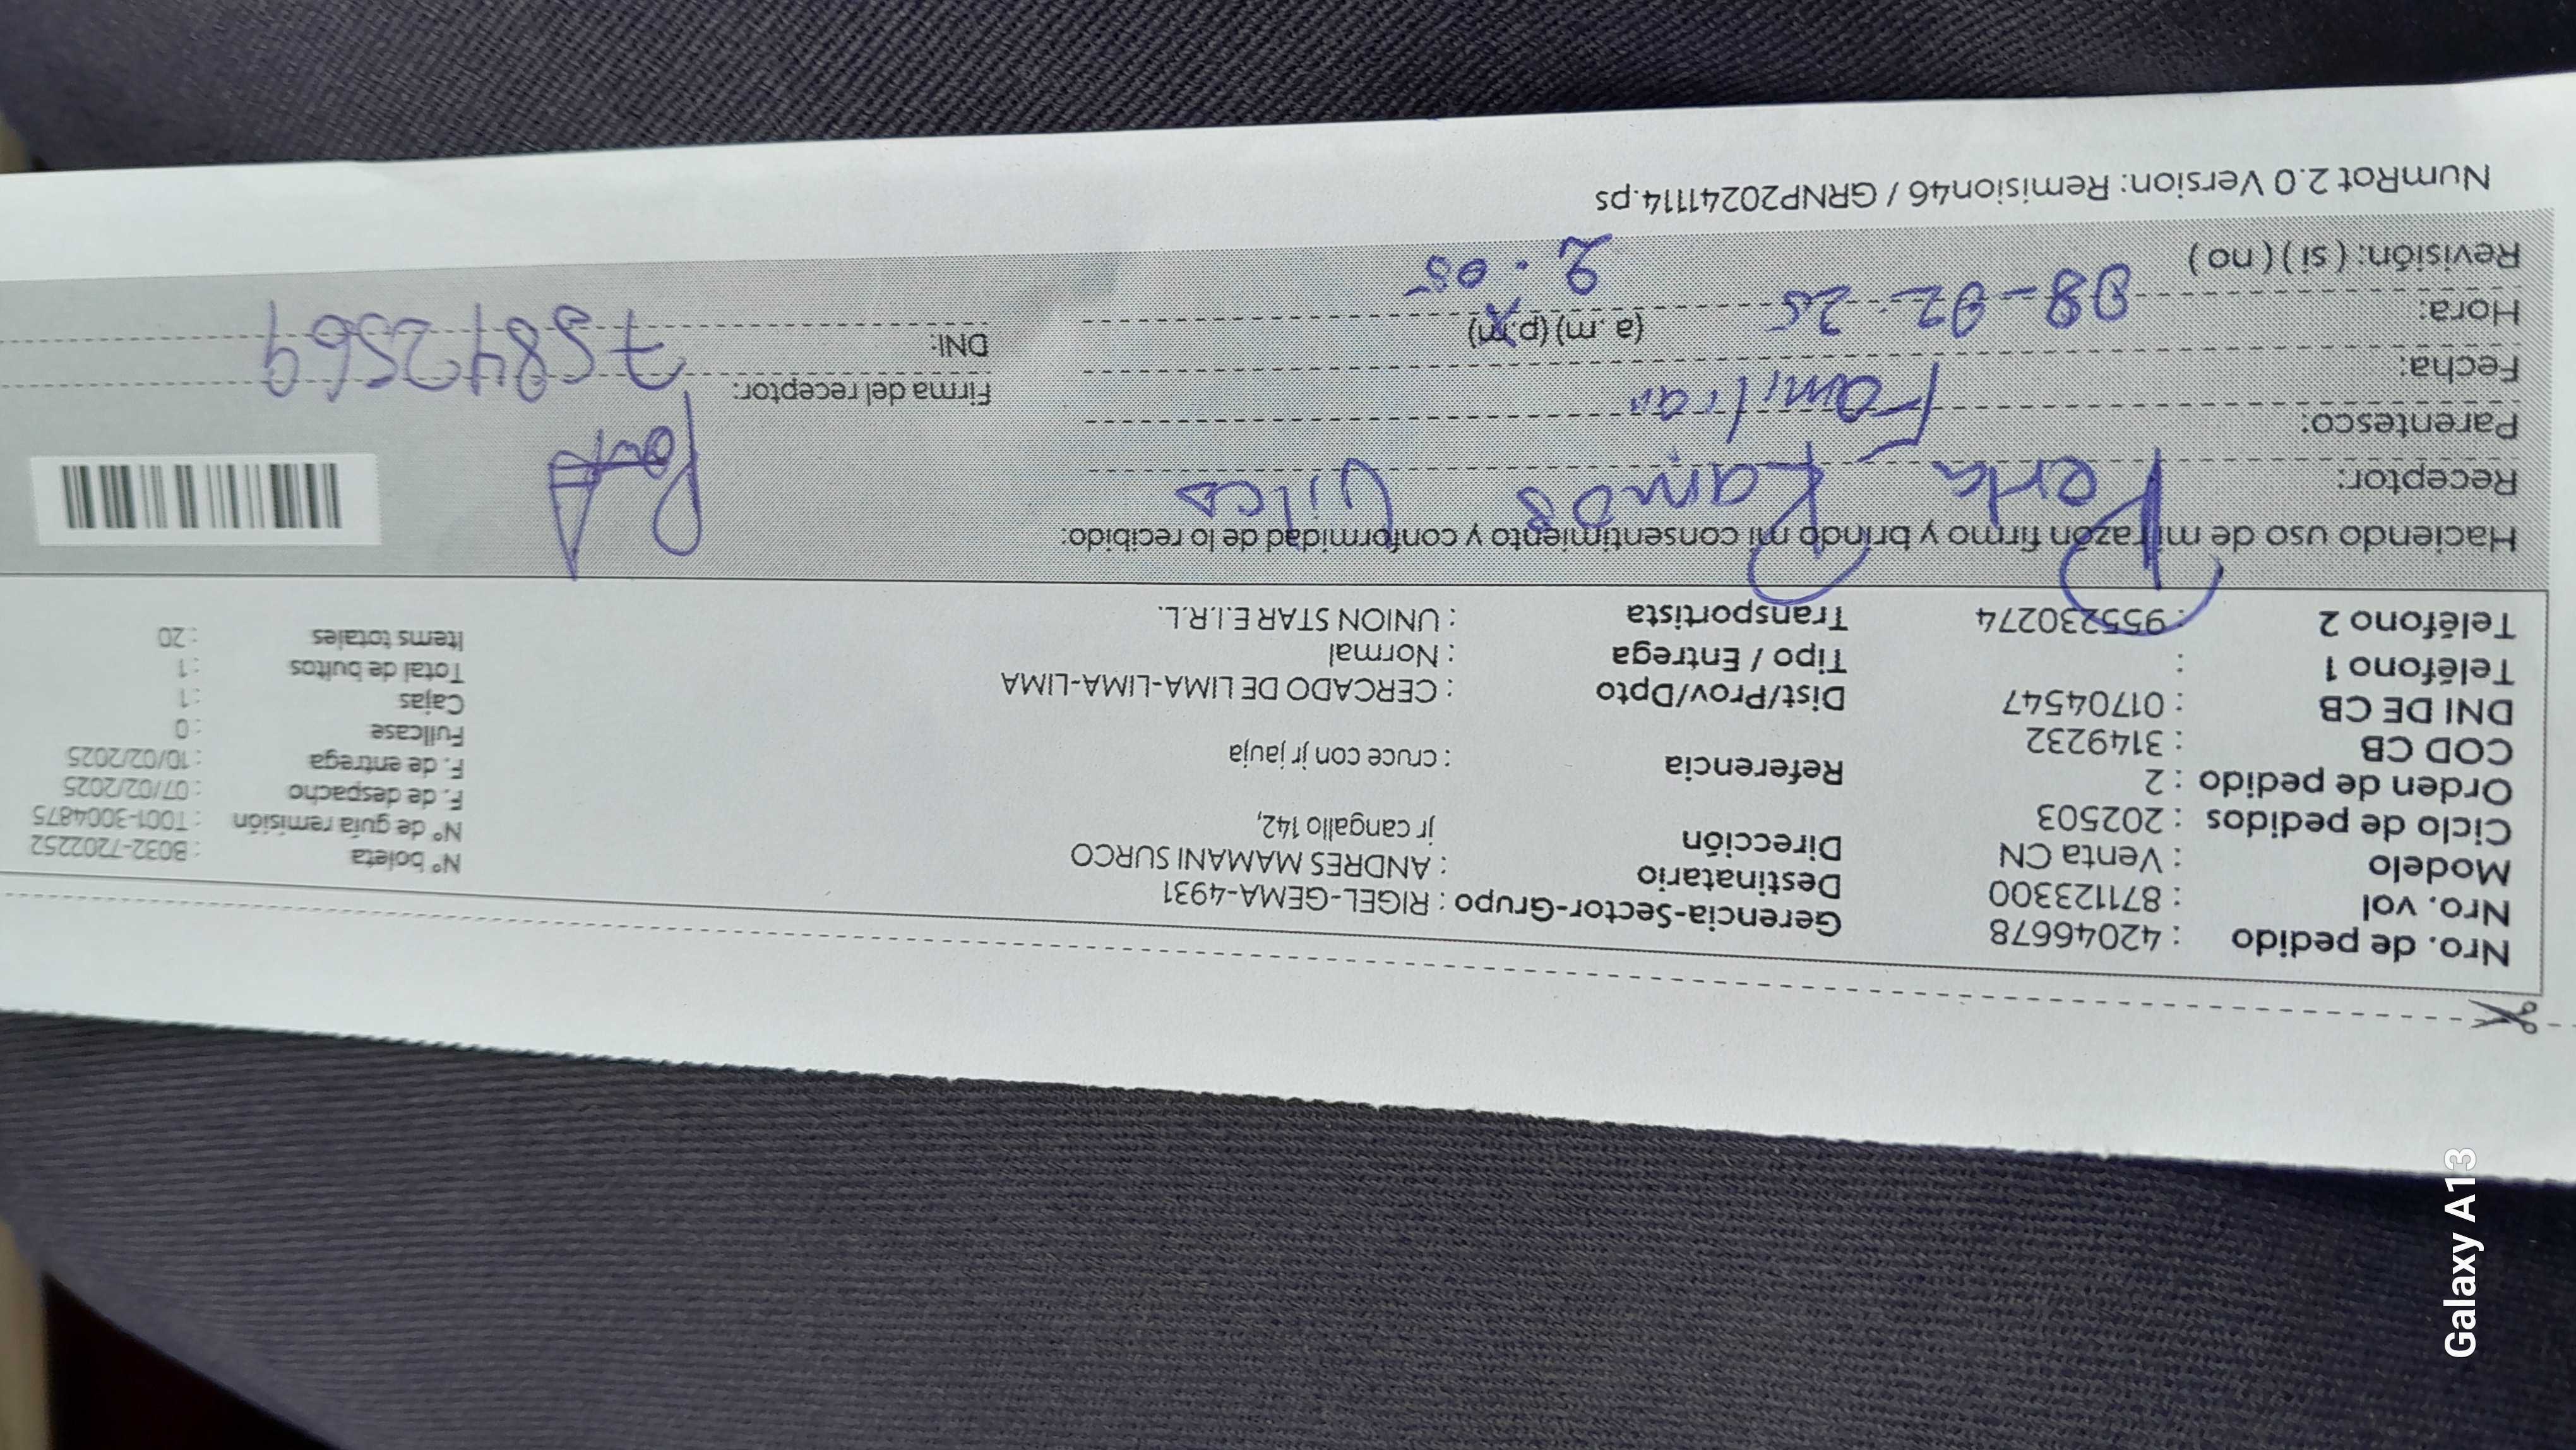 Nro. de pedido : 42046678
Nro. vol : 871123300
Modelo : Venta CN
Ciclo de pedidos : 202503
Orden de pedido : 2
COD CB : 3149232
DNI DE CB : 01704547
Teléfono 1 :
Teléfono 2 : 955230274
Gerencia-Sector-Grupo : RIGEL-GEMA-4931
Destinatario : ANDRES MAMANI SURCO
Dirección jr cangallo 142,
Referencia : cruce con jr jauja
Dist/Prov/Dpto : CERCADO DE LIMA-LIMA-LIMA
Tipo / Entrega : Normal
Transportista : UNION STAR E.I.R.L.
N° boleta : B032-7202252
N° de guía remisión : T001-3004875
F. de despacho : 07/02/2025
F. de entrega : 10/02/2025
Fullcase : 0
Cajas : 1
Total de bultos : 1
Items totales : 20
Haciendo uso de mi razón firmo y brindo mi consentimiento y conformidad de lo recibido:
Receptor: Perla Ramos
Parentesco: Familiar
Fecha: 08-02-25
Hora: (a. m) (p.m) 2:05
Revisión: ( si ) ( no )
Firma del receptor:
DNI: 75842569
NumRot 2.0 Version: Remision46 / GRNP20241114.ps
Galaxy A13